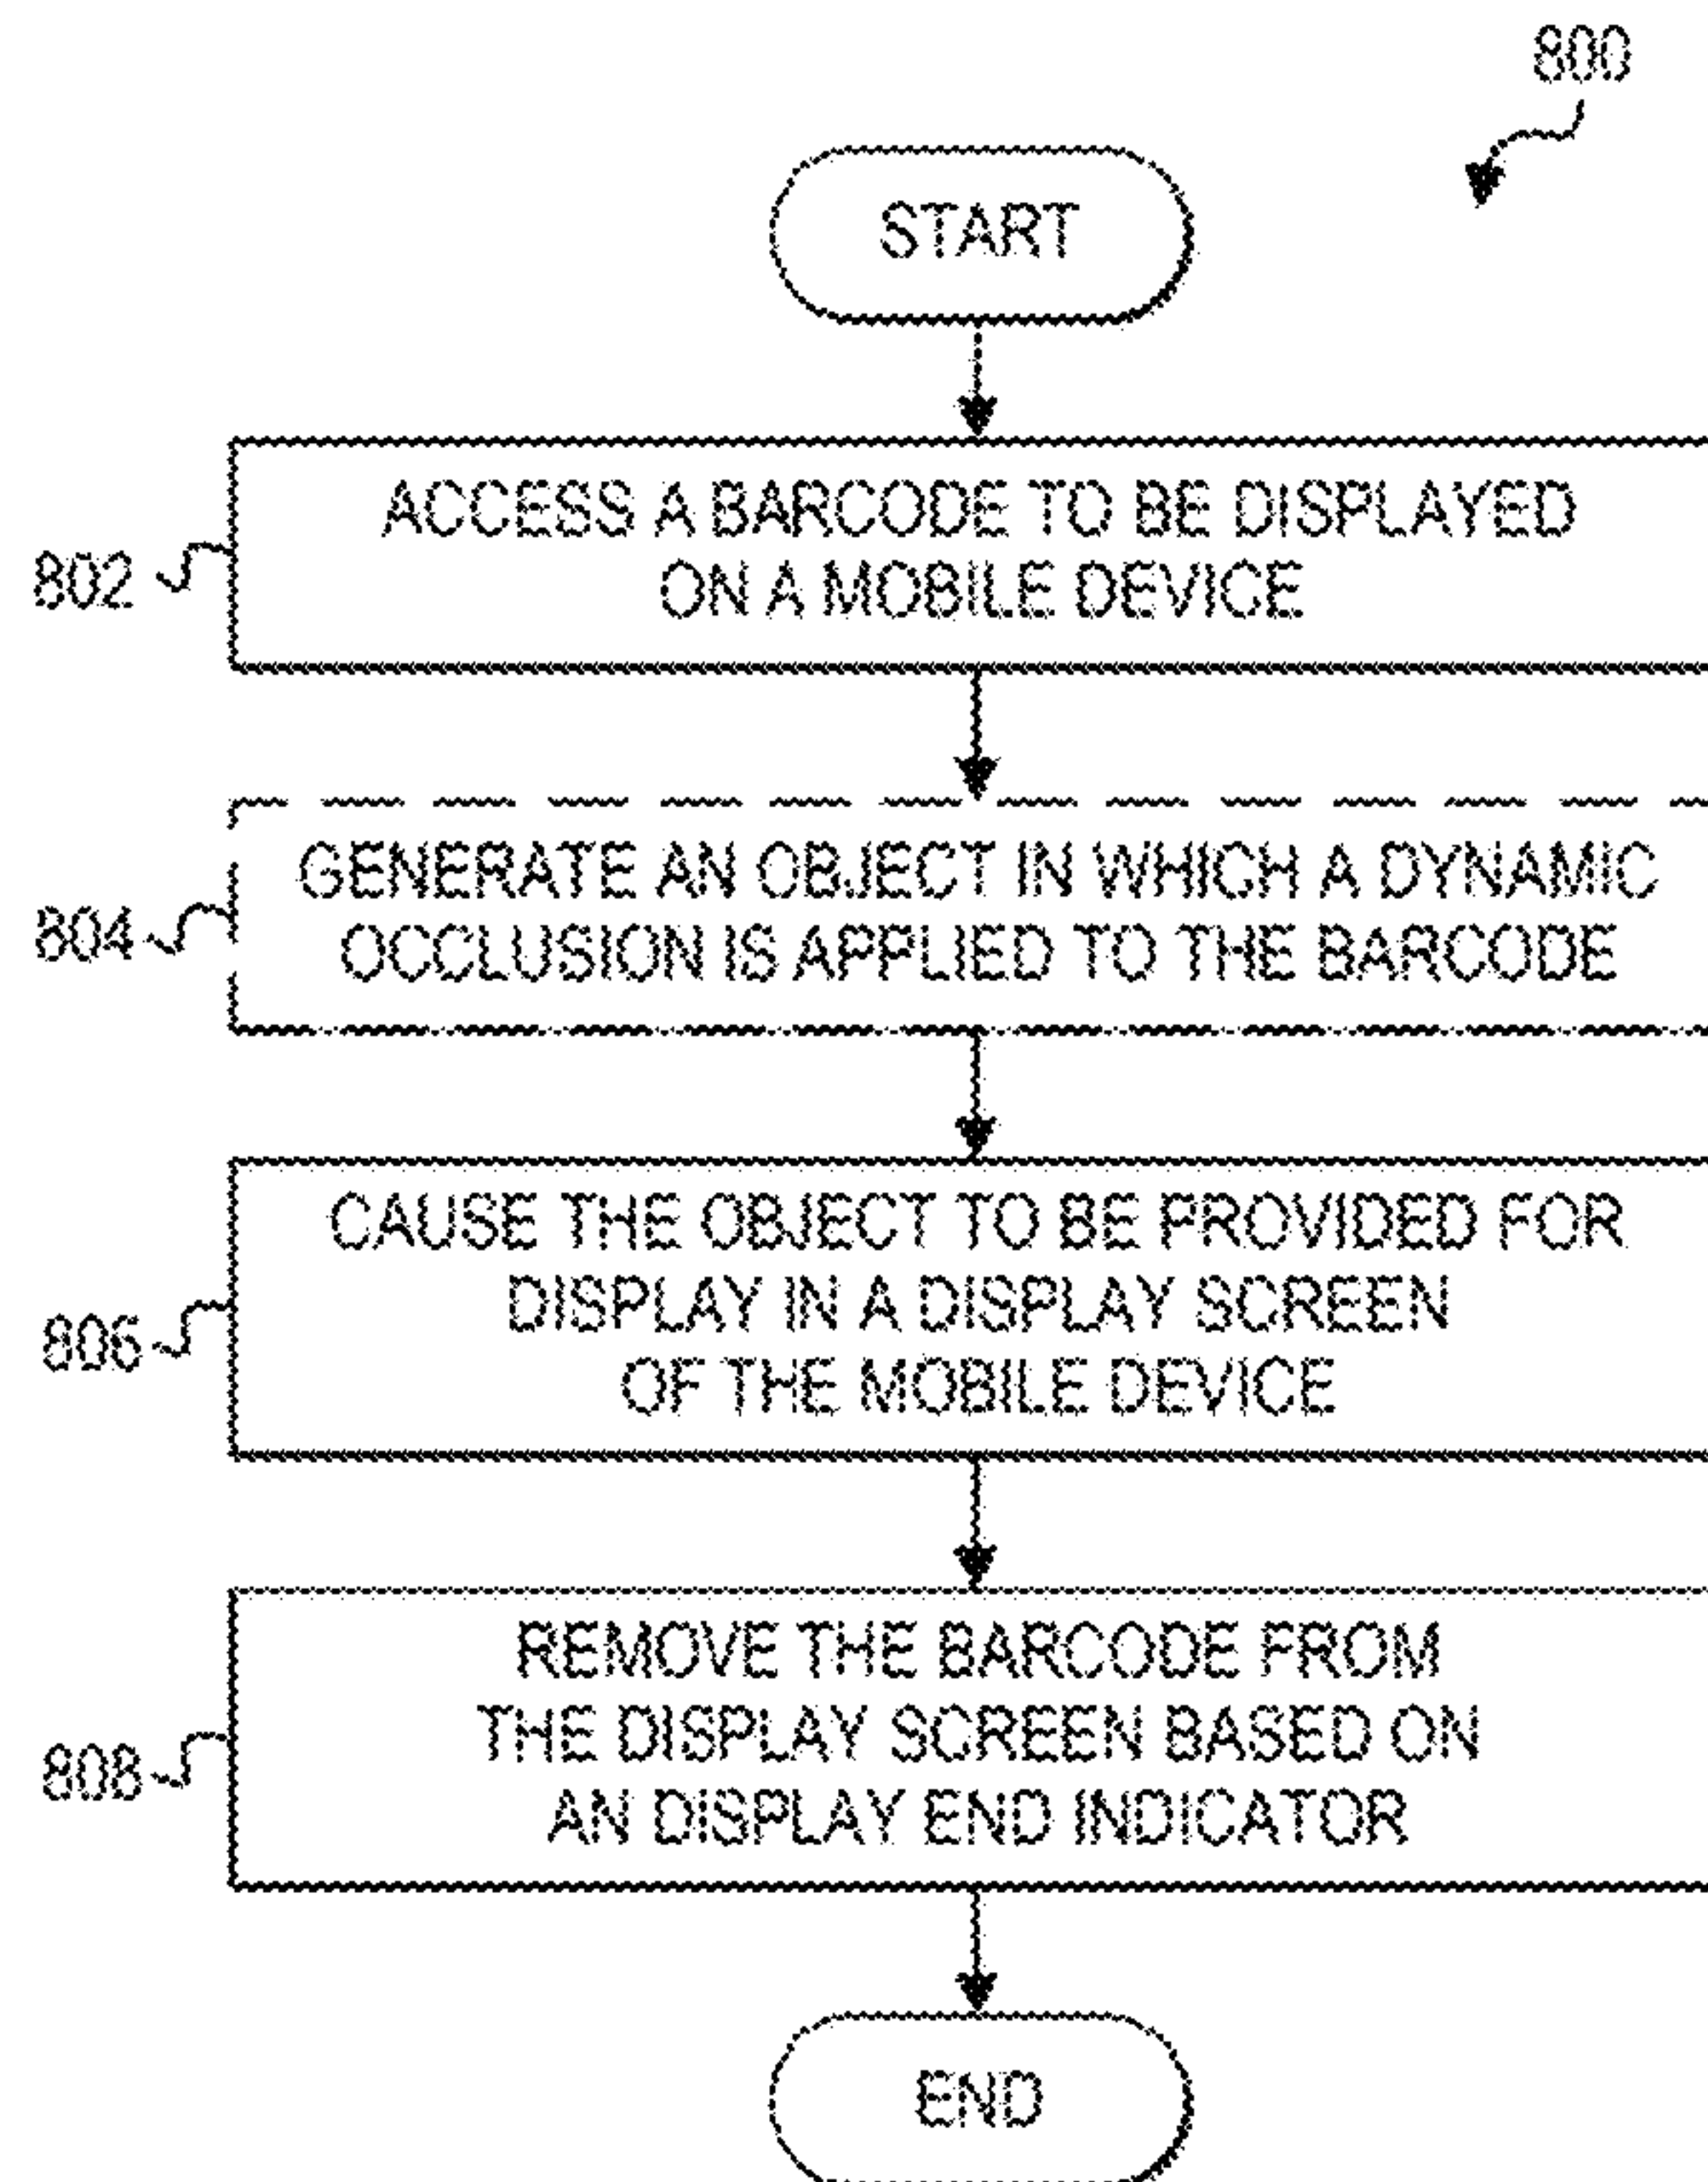 800
START
ACCESS A BARCODE TO BE DISPLAYED
ON A MOBILE DEVICE
802
GENERATE AN OBJECT IN WHICH A DYNAMIC
OCCLUSION IS APPLIED TO THE BARCODE
804
CAUSE THE OBJECT TO BE PROVIDED FOR
DISPLAY IN A DISPLAY SCREEN
OF THE MOBILE DEVICE
806
REMOVE THE BARCODE FROM
THE DISPLAY SCREEN BASED ON
AN DISPLAY END INDICATOR
808
END